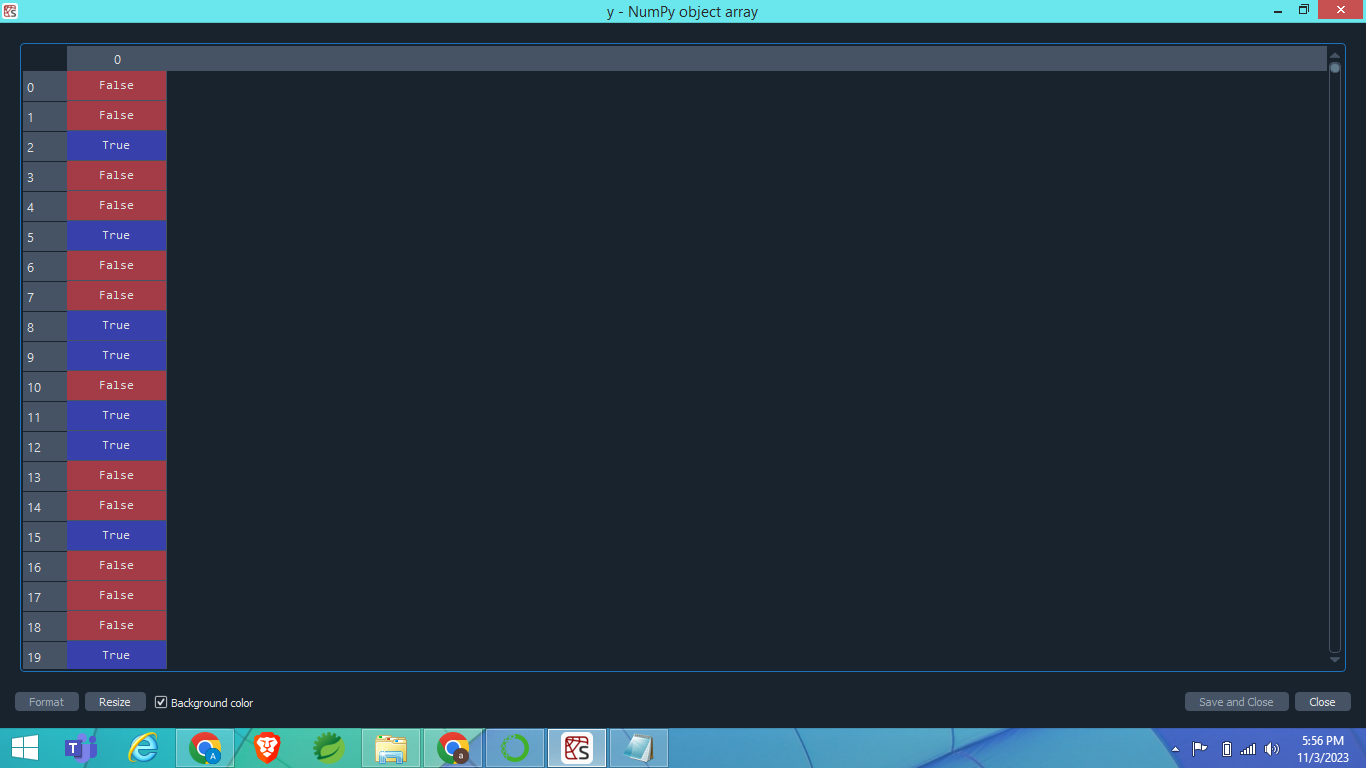 y - NumPy object array
0
0 False
1 False
2 True
3 False
4 False
5 True
6 False
7 False
8 True
9 True
10 False
11 True
12 True
13 False
14 False
15 True
16 False
17 False
18 False
19 True
Format Resize Background color Save and Close Close
5:56 PM
11/3/2023